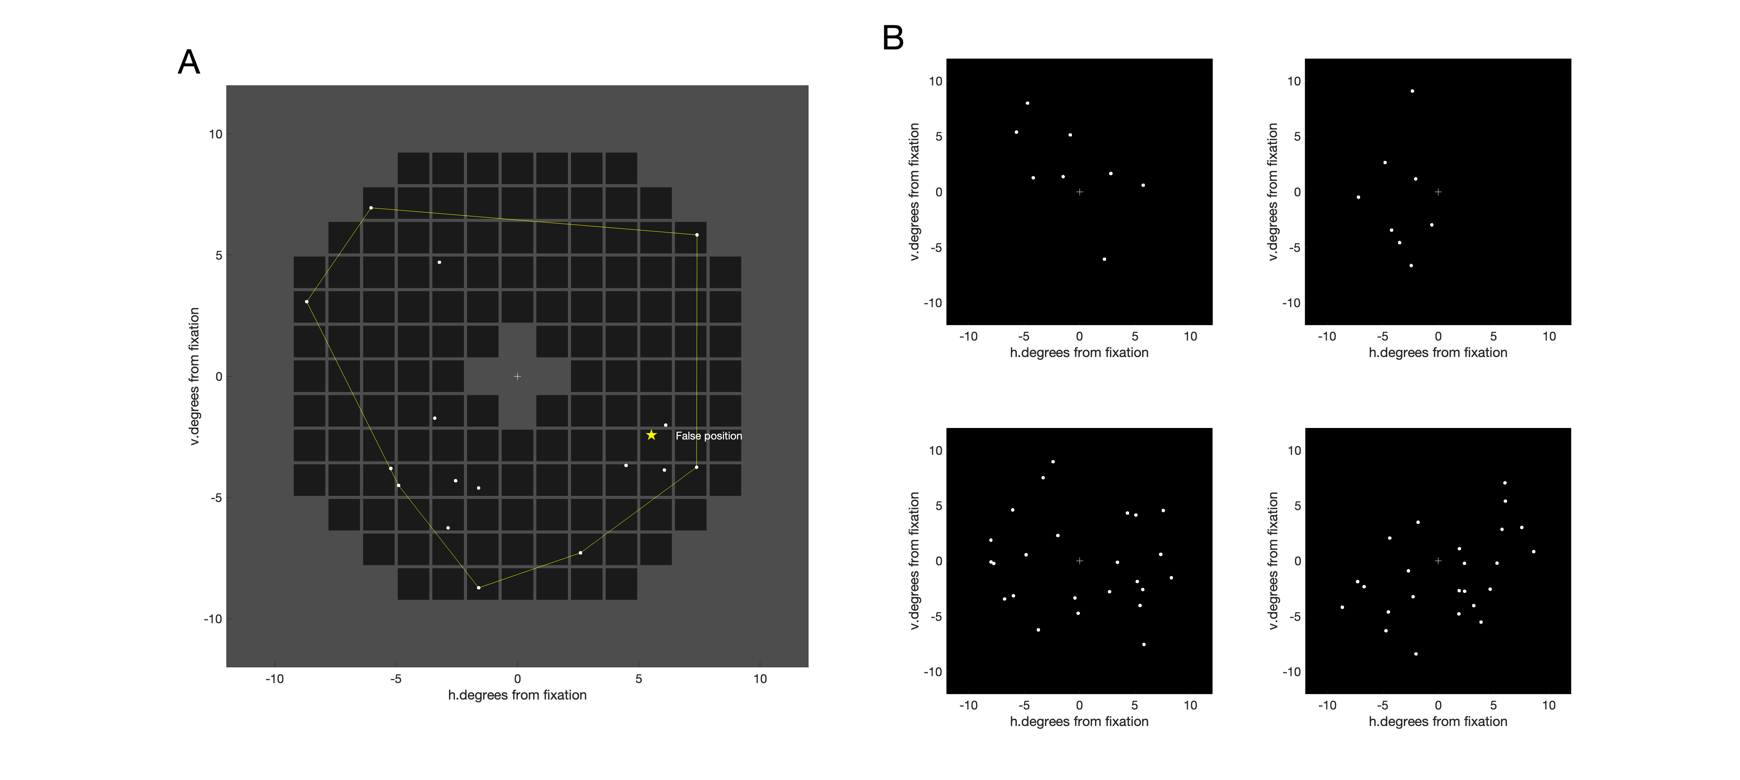 A
v.degrees from fixation
10
5
0
-5
-10
False position
-10 -5 0 5 10
h.degrees from fixation
B
v.degrees from fixation
10
5
0
-5
-10
-10 -5 0 5 10
h.degrees from fixation
v.degrees from fixation
10
5
0
-5
-10
-10 -5 0 5 10
h.degrees from fixation
v.degrees from fixation
10
5
0
-5
-10
-10 -5 0 5 10
h.degrees from fixation
v.degrees from fixation
10
5
0
-5
-10
-10 -5 0 5 10
h.degrees from fixation